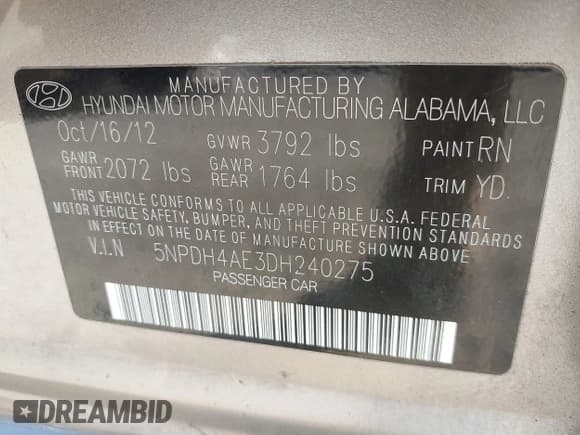 MANUFACTURED BY
HYUNDAI MOTOR MANUFACTURING ALABAMA, LLC
Oct/16/12 GVWR 3792 lbs PAINT RN
GAWR FRONT 2072 lbs GAWR REAR 1764 lbs TRIM YD
THIS VEHICLE CONFORMS TO ALL APPLICABLE U.S.A. FEDERAL
MOTOR VEHICLE SAFETY, BUMPER, AND THEFT PREVENTION STANDARDS
IN EFFECT ON THE DATE OF MANUFACTURE SHOWN ABOVE.
V.I.N 5NPDH4AE3DH240275
PASSENGER CAR
DREAMBID